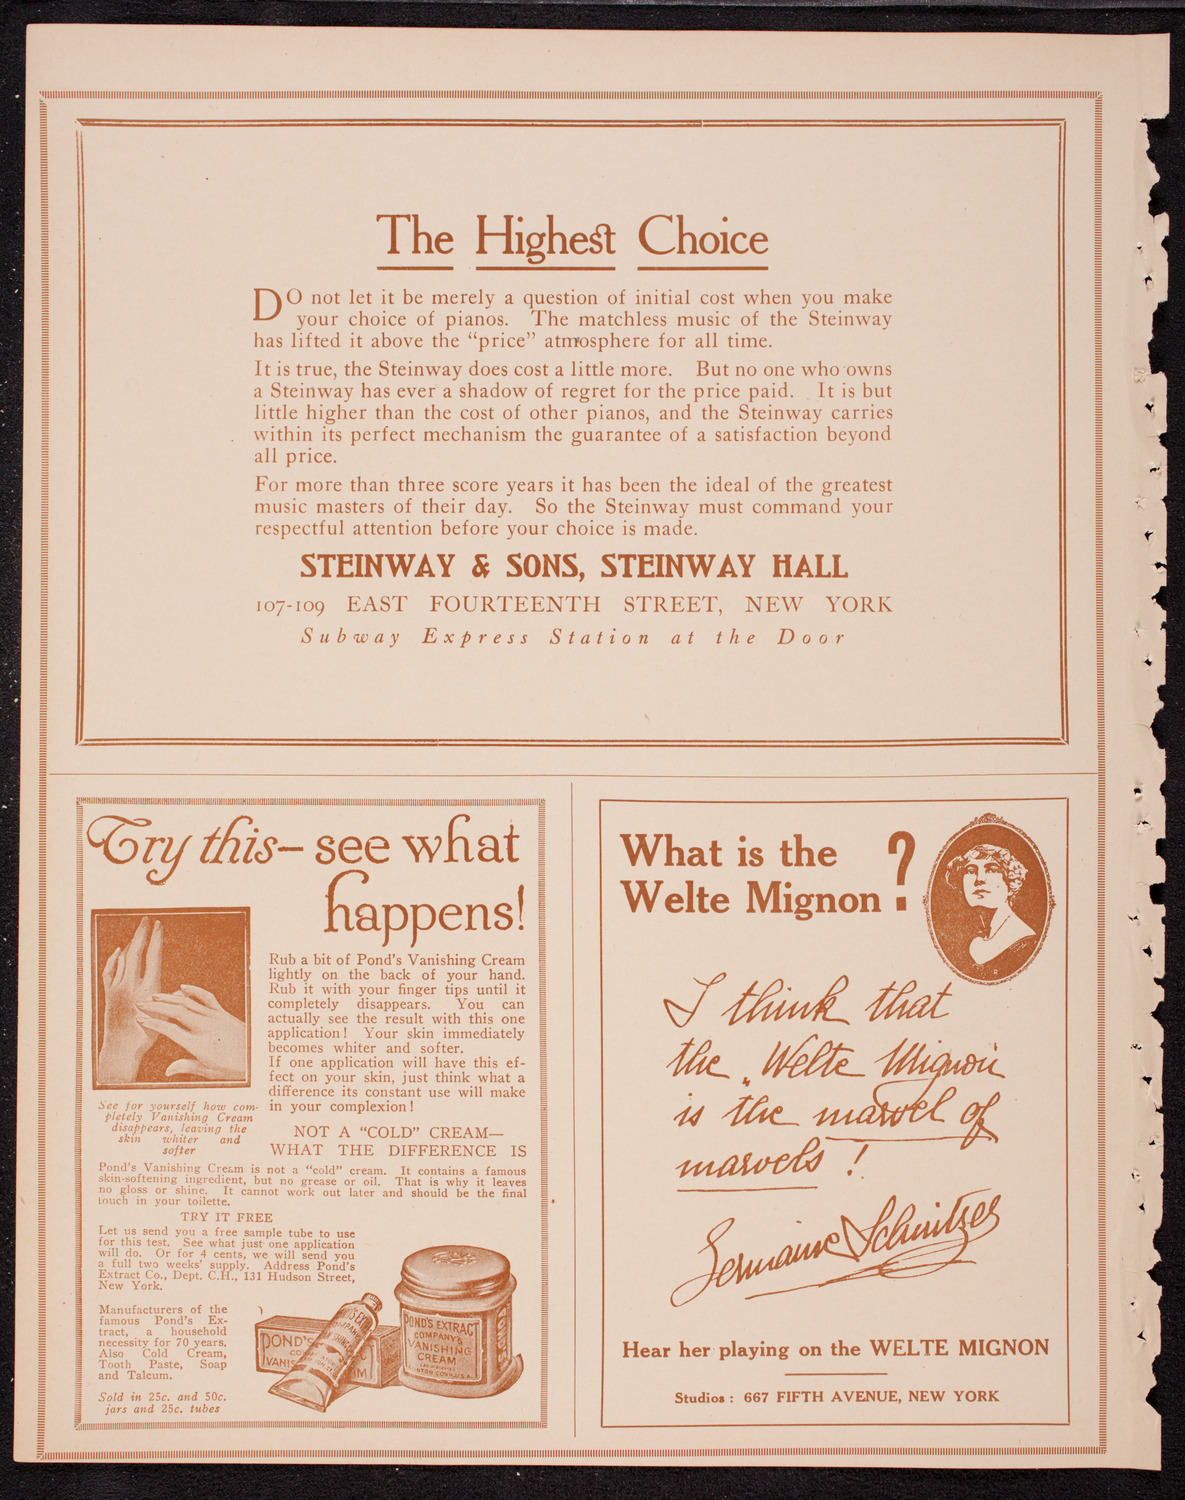 The Highest Choice
DO not let it be merely a question of initial cost when you make
your choice of pianos. The matchless music of the Steinway
has lifted it above the "price" atmosphere for all time.
It is true, the Steinway does cost a little more. But no one who owns
a Steinway has ever a shadow of regret for the price paid. It is but
little higher than the cost of other pianos, and the Steinway carries
within its perfect mechanism the guarantee of a satisfaction beyond
all price.
For more than three score years it has been the ideal of the greatest
music masters of their day. So the Steinway must command your
respectful attention before your choice is made.
STEINWAY & SONS, STEINWAY HALL
107-109 EAST FOURTEENTH STREET, NEW YORK
Subway Express Station at the Door
Try this— see what
happens!
Rub a bit of Pond's Vanishing Cream
lightly on the back of your hand.
Rub it with your finger tips until it
completely disappears. You can
actually see the result with this one
application! Your skin immediately
becomes whiter and softer.
If one application will have this ef-
fect on your skin, just think what a
difference its constant use will make
in your complexion!
See for yourself how com-
pletely Vanishing Cream
disappears, leaving the
skin whiter and
softer
NOT A "COLD" CREAM—
WHAT THE DIFFERENCE IS
Pond's Vanishing Cream is not a "cold" cream. It contains a famous
skin-softening ingredient, but no grease or oil. That is why it leaves
no gloss or shine. It cannot work out later and should be the final
touch in your toilette.
TRY IT FREE
Let us send you a free sample tube to use
for this test. See what just one application
will do. Or for 4 cents, we will send you
a full two weeks' supply. Address Pond's
Extract Co., Dept. C.H., 131 Hudson Street,
New York.
Manufacturers of the
famous Pond's Ex-
tract, a household
necessity for 70 years.
Also Cold Cream,
Tooth Paste, Soap
and Talcum.
Sold in 25c. and 50c.
jars and 25c. tubes
POND'S
VANIS
POND'S EXTRACT
COMPANY'S
VANISHING
CREAM
What is the
Welte Mignon?
I think that
the „Welte Mignon
is the marvel of
marvels!
Germaine Schnitzer
Hear her playing on the WELTE MIGNON
Studios: 667 FIFTH AVENUE, NEW YORK